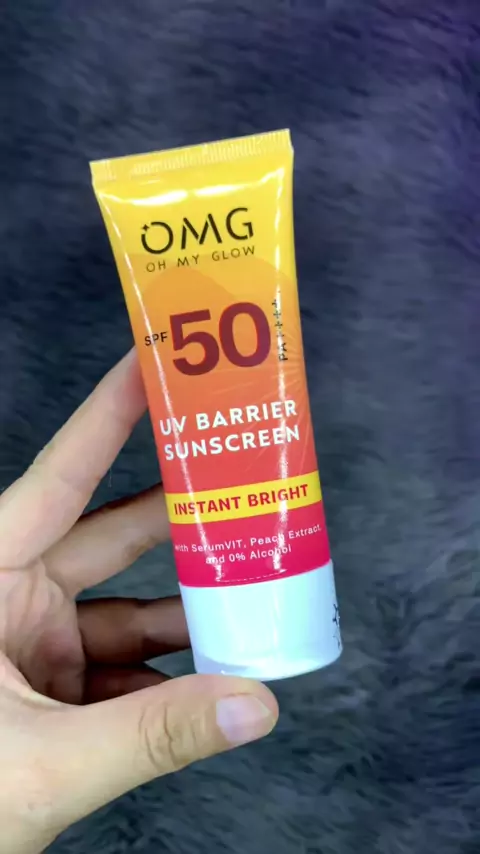 OMG
OH MY GLOW
SPF 50 PA++++
UV BARRIER
SUNSCREEN
INSTANT BRIGHT
with SerumVIT, Peach Extract,
and 0% Alcohol